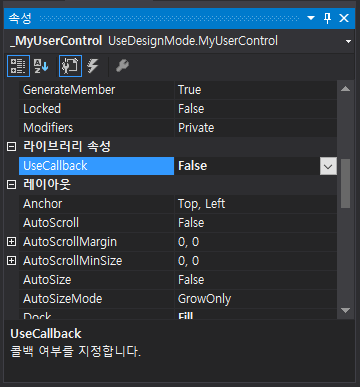 속성
_MyUserControl UseDesignMode.MyUserControl
GenerateMember True
Locked False
Modifiers Private
라이브러리 속성
UseCallback False
레이아웃
Anchor Top, Left
AutoScroll False
AutoScrollMargin 0, 0
AutoScrollMinSize 0, 0
AutoSize False
AutoSizeMode GrowOnly
Dock Fill
UseCallback
콜백 여부를 지정합니다.